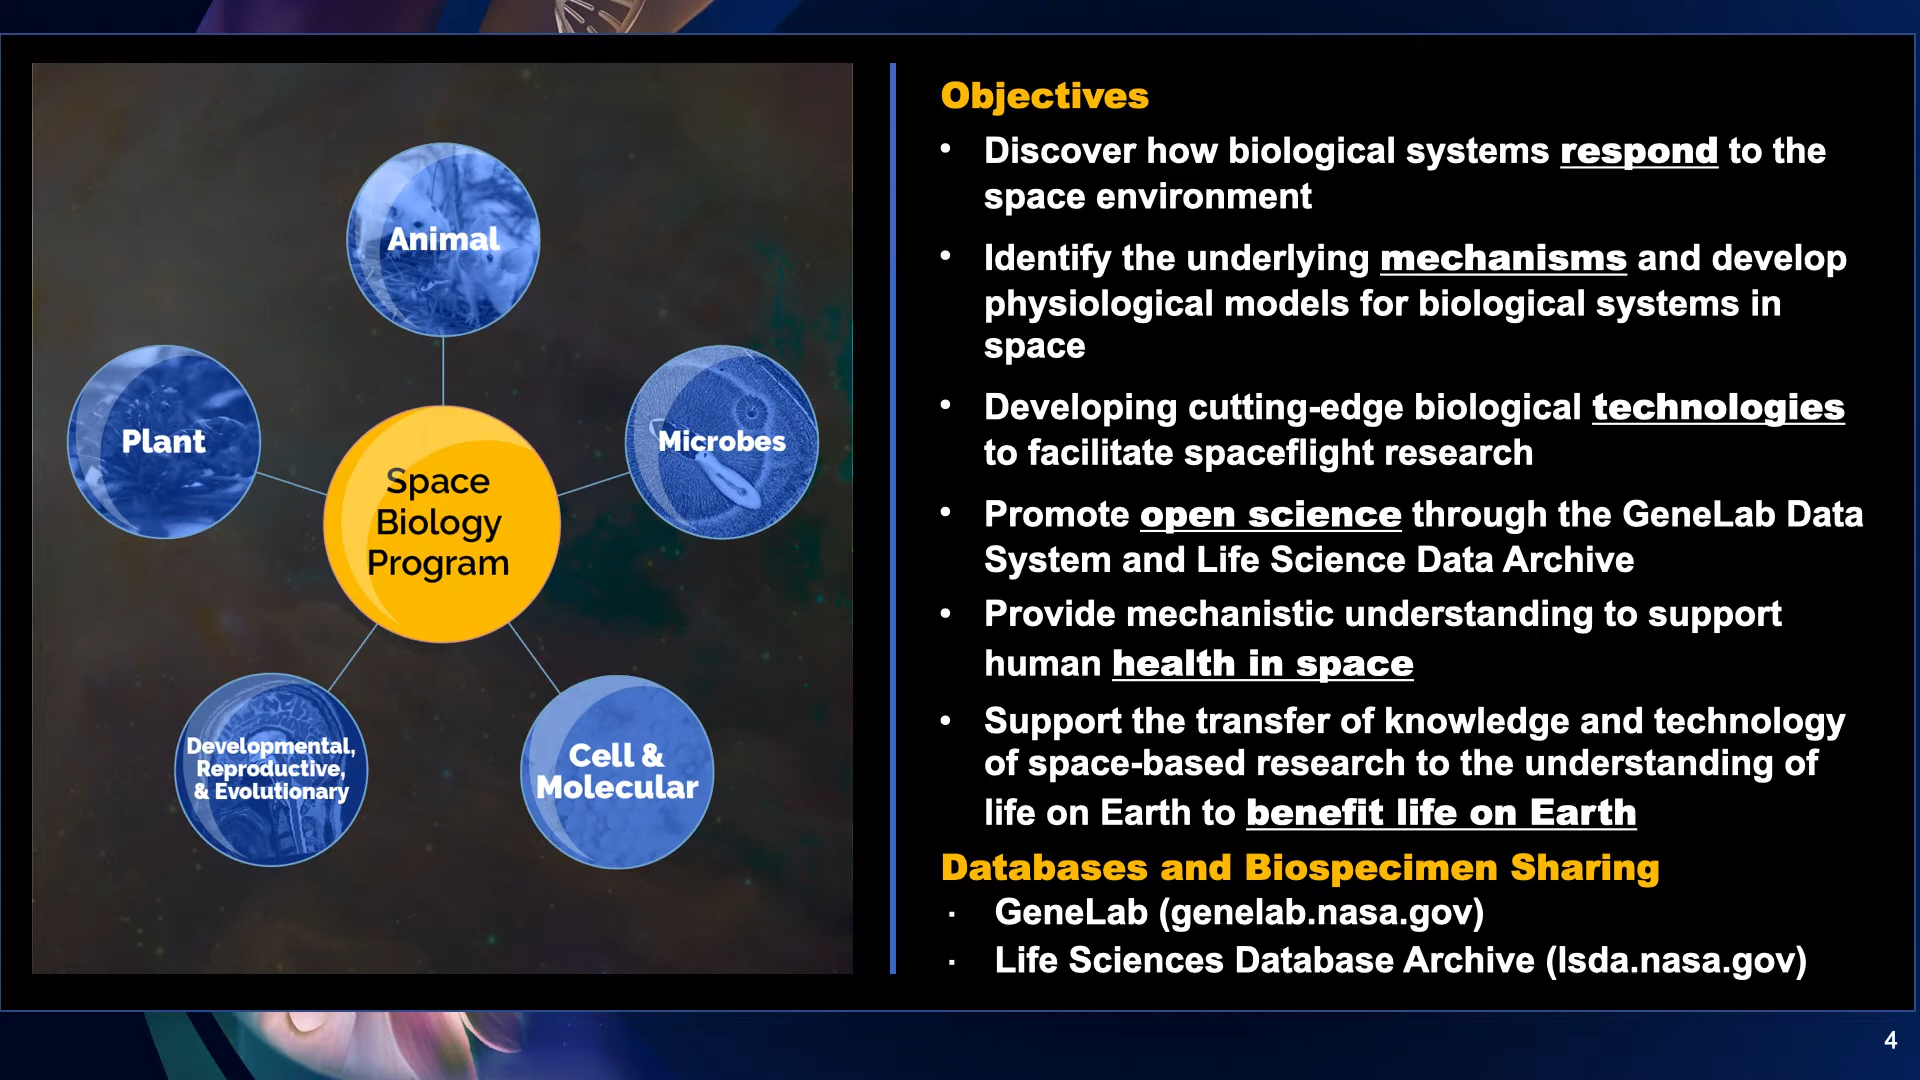 Animal
Plant
Microbes
Space
Biology
Program
Developmental,
Reproductive,
& Evolutionary
Cell &
Molecular
Objectives
• Discover how biological systems respond to the
space environment
• Identify the underlying mechanisms and develop
physiological models for biological systems in
space
• Developing cutting-edge biological technologies
to facilitate spaceflight research
• Promote open science through the GeneLab Data
System and Life Science Data Archive
• Provide mechanistic understanding to support
human health in space
• Support the transfer of knowledge and technology
of space-based research to the understanding of
life on Earth to benefit life on Earth
Databases and Biospecimen Sharing
· GeneLab (genelab.nasa.gov)
· Life Sciences Database Archive (lsda.nasa.gov)
4